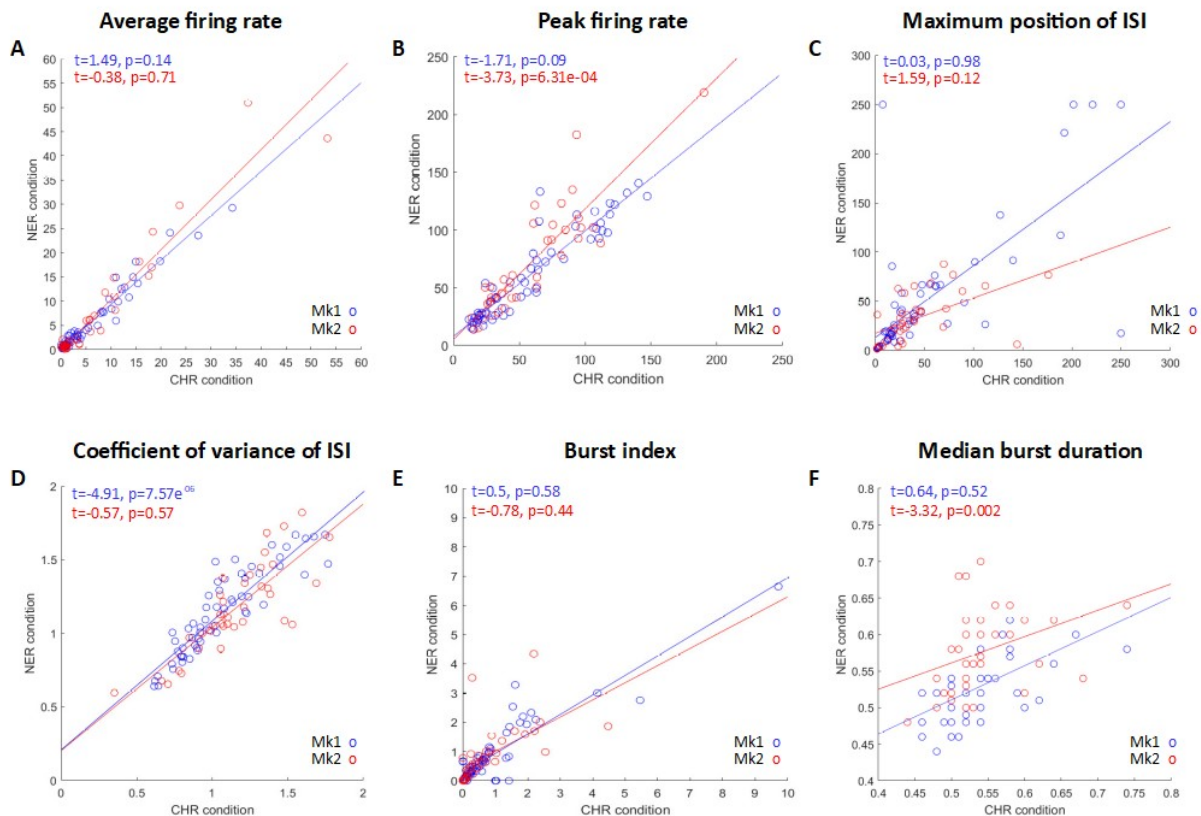 Average firing rate
A
t=1.49, p=0.14
t=-0.38, p=0.71
60
55
50
45
40
35
30
25
20
15
10
5
0
NER condition
0 5 10 15 20 25 30 35 40 45 50 55 60
CHR condition
Mk1 o
Mk2 o
Peak firing rate
B
t=-1.71, p=0.09
t=-3.73, p=6.31e-04
250
200
150
100
50
0
NER condition
0 50 100 150 200 250
CHR condition
Mk1 o
Mk2 o
Maximum position of ISI
C
t=0.03, p=0.98
t=1.59, p=0.12
300
250
200
150
100
50
0
NER condition
0 50 100 150 200 250 300
CHR condition
Mk1 o
Mk2 o
Coefficient of variance of ISI
D
t=-4.91, p=7.57e⁰⁶
t=-0.57, p=0.57
2
1.5
1
0.5
0
NER condition
0 0.5 1 1.5 2
CHR condition
Mk1 o
Mk2 o
Burst index
E
t=0.5, p=0.58
t=-0.78, p=0.44
10
9
8
7
6
5
4
3
2
1
0
NER condition
0 1 2 3 4 5 6 7 8 9 10
CHR condition
Mk1 o
Mk2 o
Median burst duration
F
t=0.64, p=0.52
t=-3.32, p=0.002
0.8
0.75
0.7
0.65
0.6
0.55
0.5
0.45
0.4
NER condition
0.4 0.45 0.5 0.55 0.6 0.65 0.7 0.75 0.8
CHR condition
Mk1 o
Mk2 o